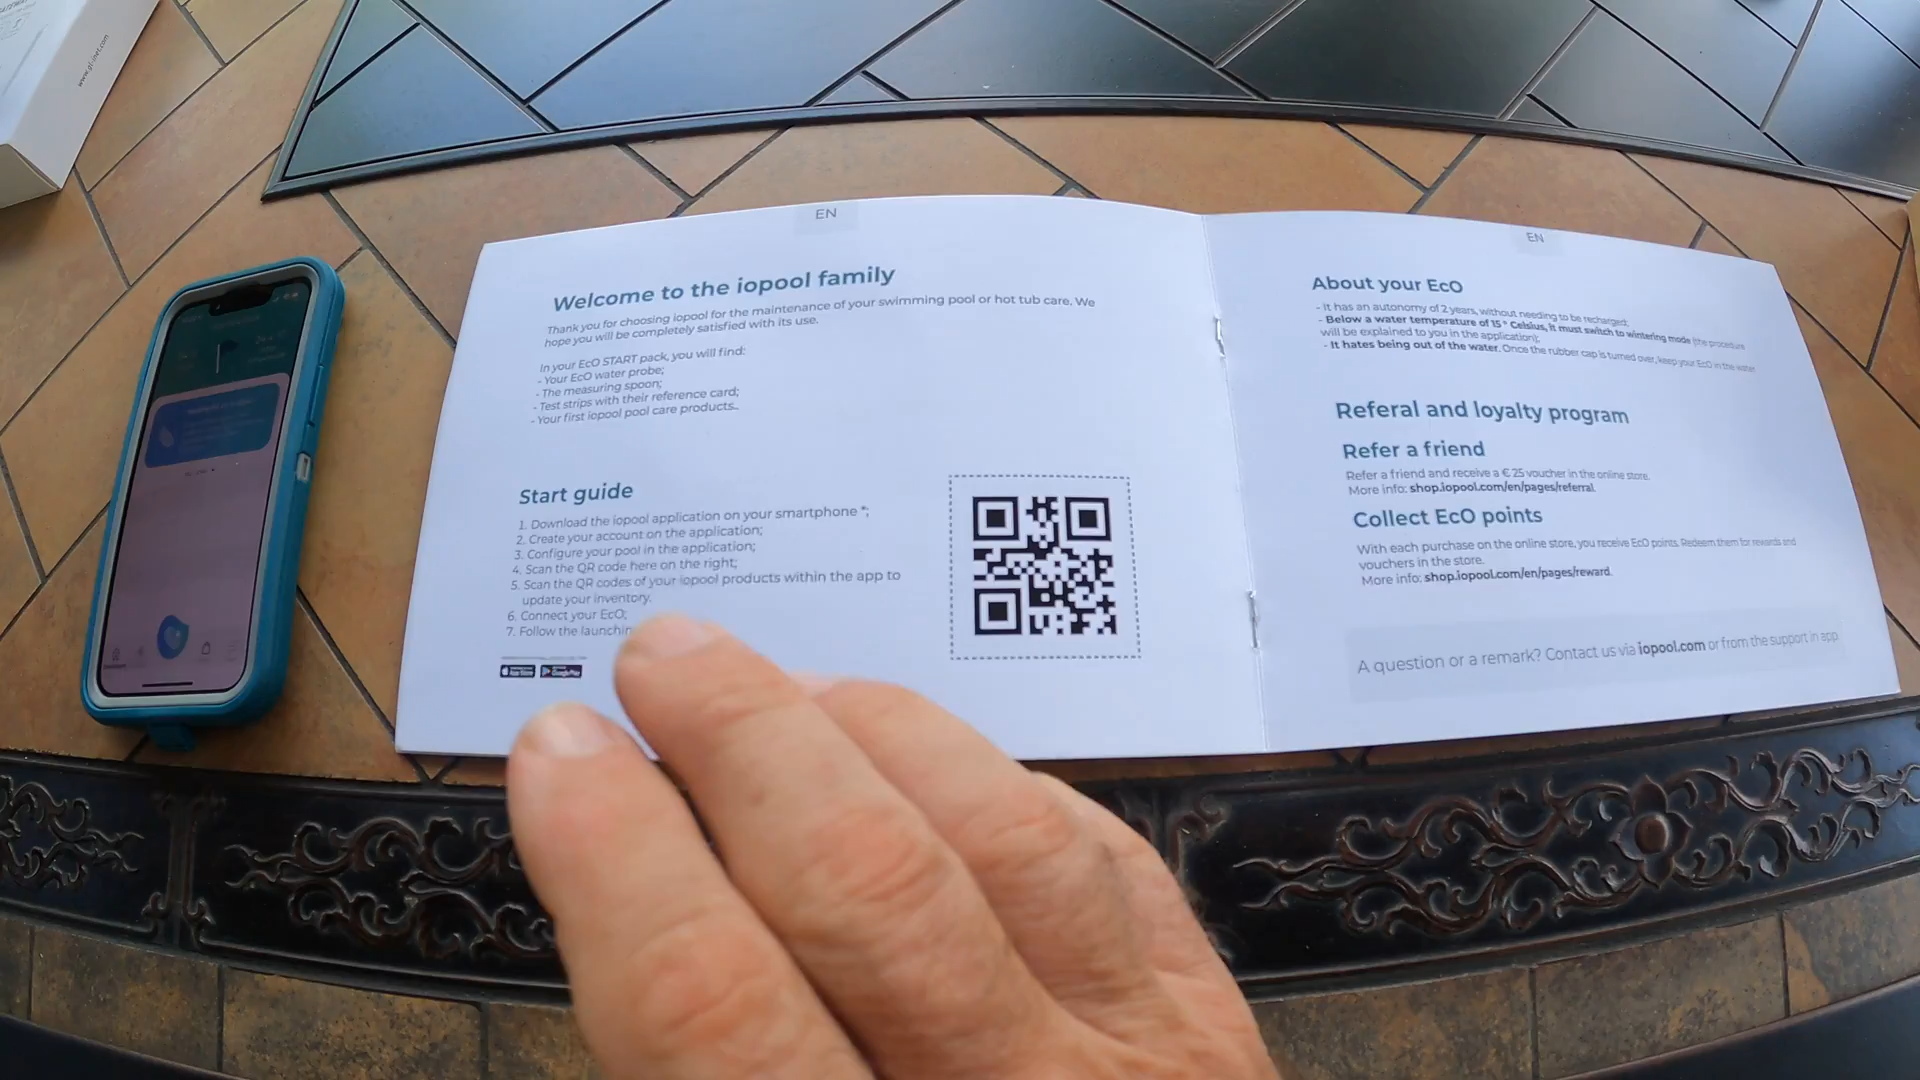 www.gl-inet.com
EN
Welcome to the iopool family
Thank you for choosing iopool for the maintenance of your swimming pool or hot tub care. We
hope you will be completely satisfied with its use.
In your EcO START pack, you will find:
- Your EcO water probe;
- The measuring spoon;
- Test strips with their reference card;
- Your first iopool pool care products..
Start guide
1. Download the iopool application on your smartphone *;
2. Create your account on the application;
3. Configure your pool in the application;
4. Scan the QR code here on the right;
5. Scan the QR codes of your iopool products within the app to
update your inventory.
6. Connect your EcO;
7. Follow the launchin
App Store
Google Play
EN
About your EcO
- It has an autonomy of 2 years, without needing to be recharged;
- Below a water temperature of 15° Celsius, it must switch to wintering mode (the procedure
will be explained to you in the application);
- It hates being out of the water. Once the rubber cap is turned over, keep your EcO in the water.
Referal and loyalty program
Refer a friend
Refer a friend and receive a € 25 voucher in the online store.
More info: shop.iopool.com/en/pages/referral.
Collect EcO points
With each purchase on the online store, you receive EcO points. Redeem them for rewards and
vouchers in the store.
More info: shop.iopool.com/en/pages/reward.
A question or a remark? Contact us via iopool.com or from the support in app